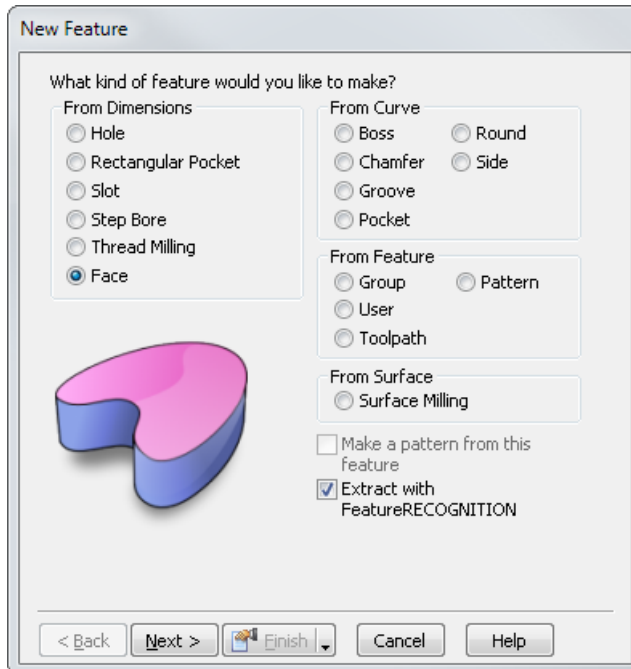 New Feature
What kind of feature would you like to make?
From Dimensions
Hole
Rectangular Pocket
Slot
Step Bore
Thread Milling
Face
From Curve
Boss
Round
Chamfer
Side
Groove
Pocket
From Feature
Group
Pattern
User
Toolpath
From Surface
Surface Milling
Make a pattern from this
feature
Extract with
FeatureRECOGNITION
< Back
Next >
Finish
Cancel
Help